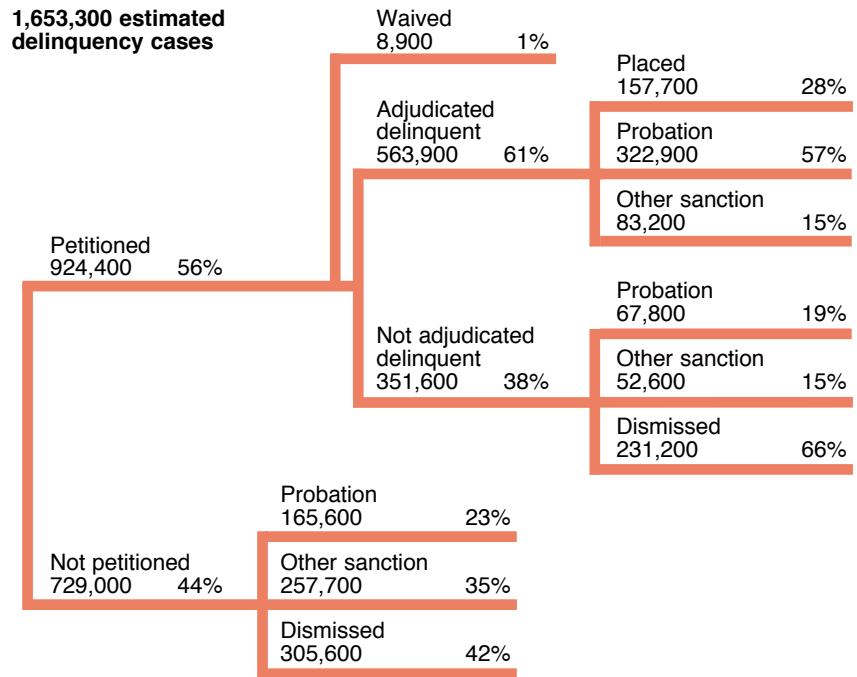 1,653,300 estimated
delinquency cases
Waived
8,900 1%
Adjudicated
delinquent
563,900 61%
Placed
157,700 28%
Probation
322,900 57%
Other sanction
83,200 15%
Petitioned
924,400 56%
Not adjudicated
delinquent
351,600 38%
Probation
67,800 19%
Other sanction
52,600 15%
Dismissed
231,200 66%
Not petitioned
729,000 44%
Probation
165,600 23%
Other sanction
257,700 35%
Dismissed
305,600 42%